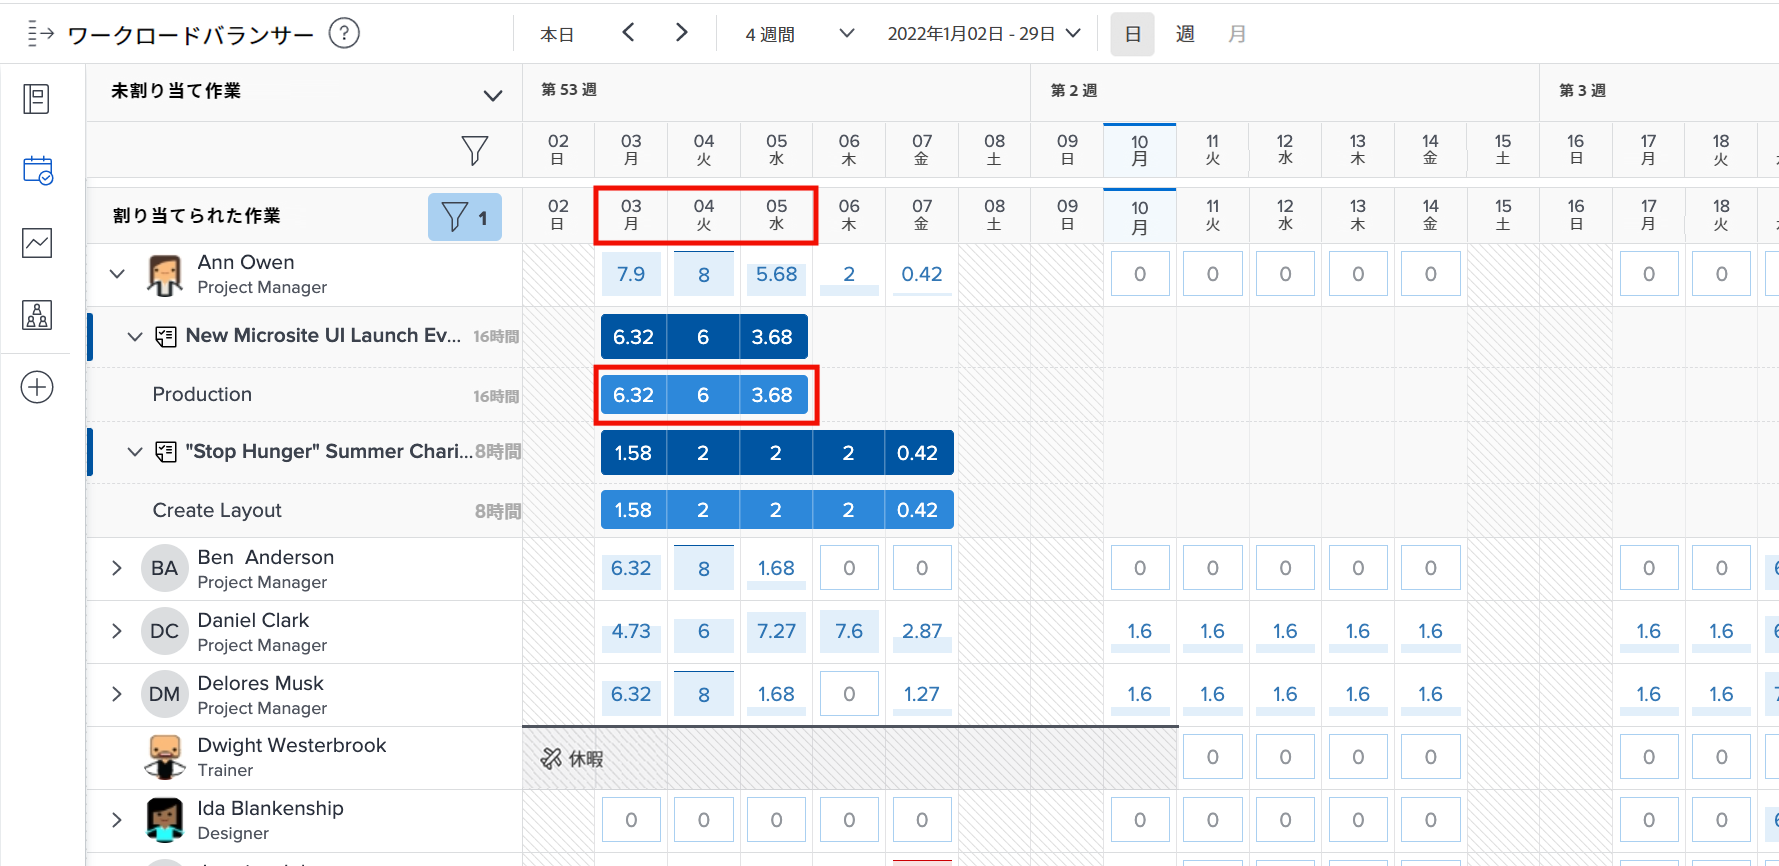 ワークロードバランサー ? 本日 4 週間 2022年1月02日 - 29日 日 週 月
未割り当て作業 第 53 週 第 2 週 第 3 週
02 03 04 05 06 07 08 09 10 11 12 13 14 15 16 17 18
日 月 火 水 木 金 土 日 月 火 水 木 金 土 日 月 火
割り当てられた作業 1
02 03 04 05 06 07 08 09 10 11 12 13 14 15 16 17 18
日 月 火 水 木 金 土 日 月 火 水 木 金 土 日 月 火
Ann Owen
Project Manager
7.9 8 5.68 2 0.42 0 0 0 0 0 0 0
New Microsite UI Launch Ev... 16時間 6.32 6 3.68
Production 16時間 6.32 6 3.68
"Stop Hunger" Summer Chari... 8時間 1.58 2 2 2 0.42
Create Layout 8時間 1.58 2 2 2 0.42
BA
Ben Anderson
Project Manager
6.32 8 1.68 0 0 0 0 0 0 0 0 0
DC
Daniel Clark
Project Manager
4.73 6 7.27 7.6 2.87 1.6 1.6 1.6 1.6 1.6 1.6 1.6
DM
Delores Musk
Project Manager
6.32 8 1.68 0 1.27 1.6 1.6 1.6 1.6 1.6 1.6 1.6
Dwight Westerbrook
Trainer
休暇 0 0 0 0 0 0
Ida Blankenship
Designer
0 0 0 0 0 0 0 0 0 0 0 0